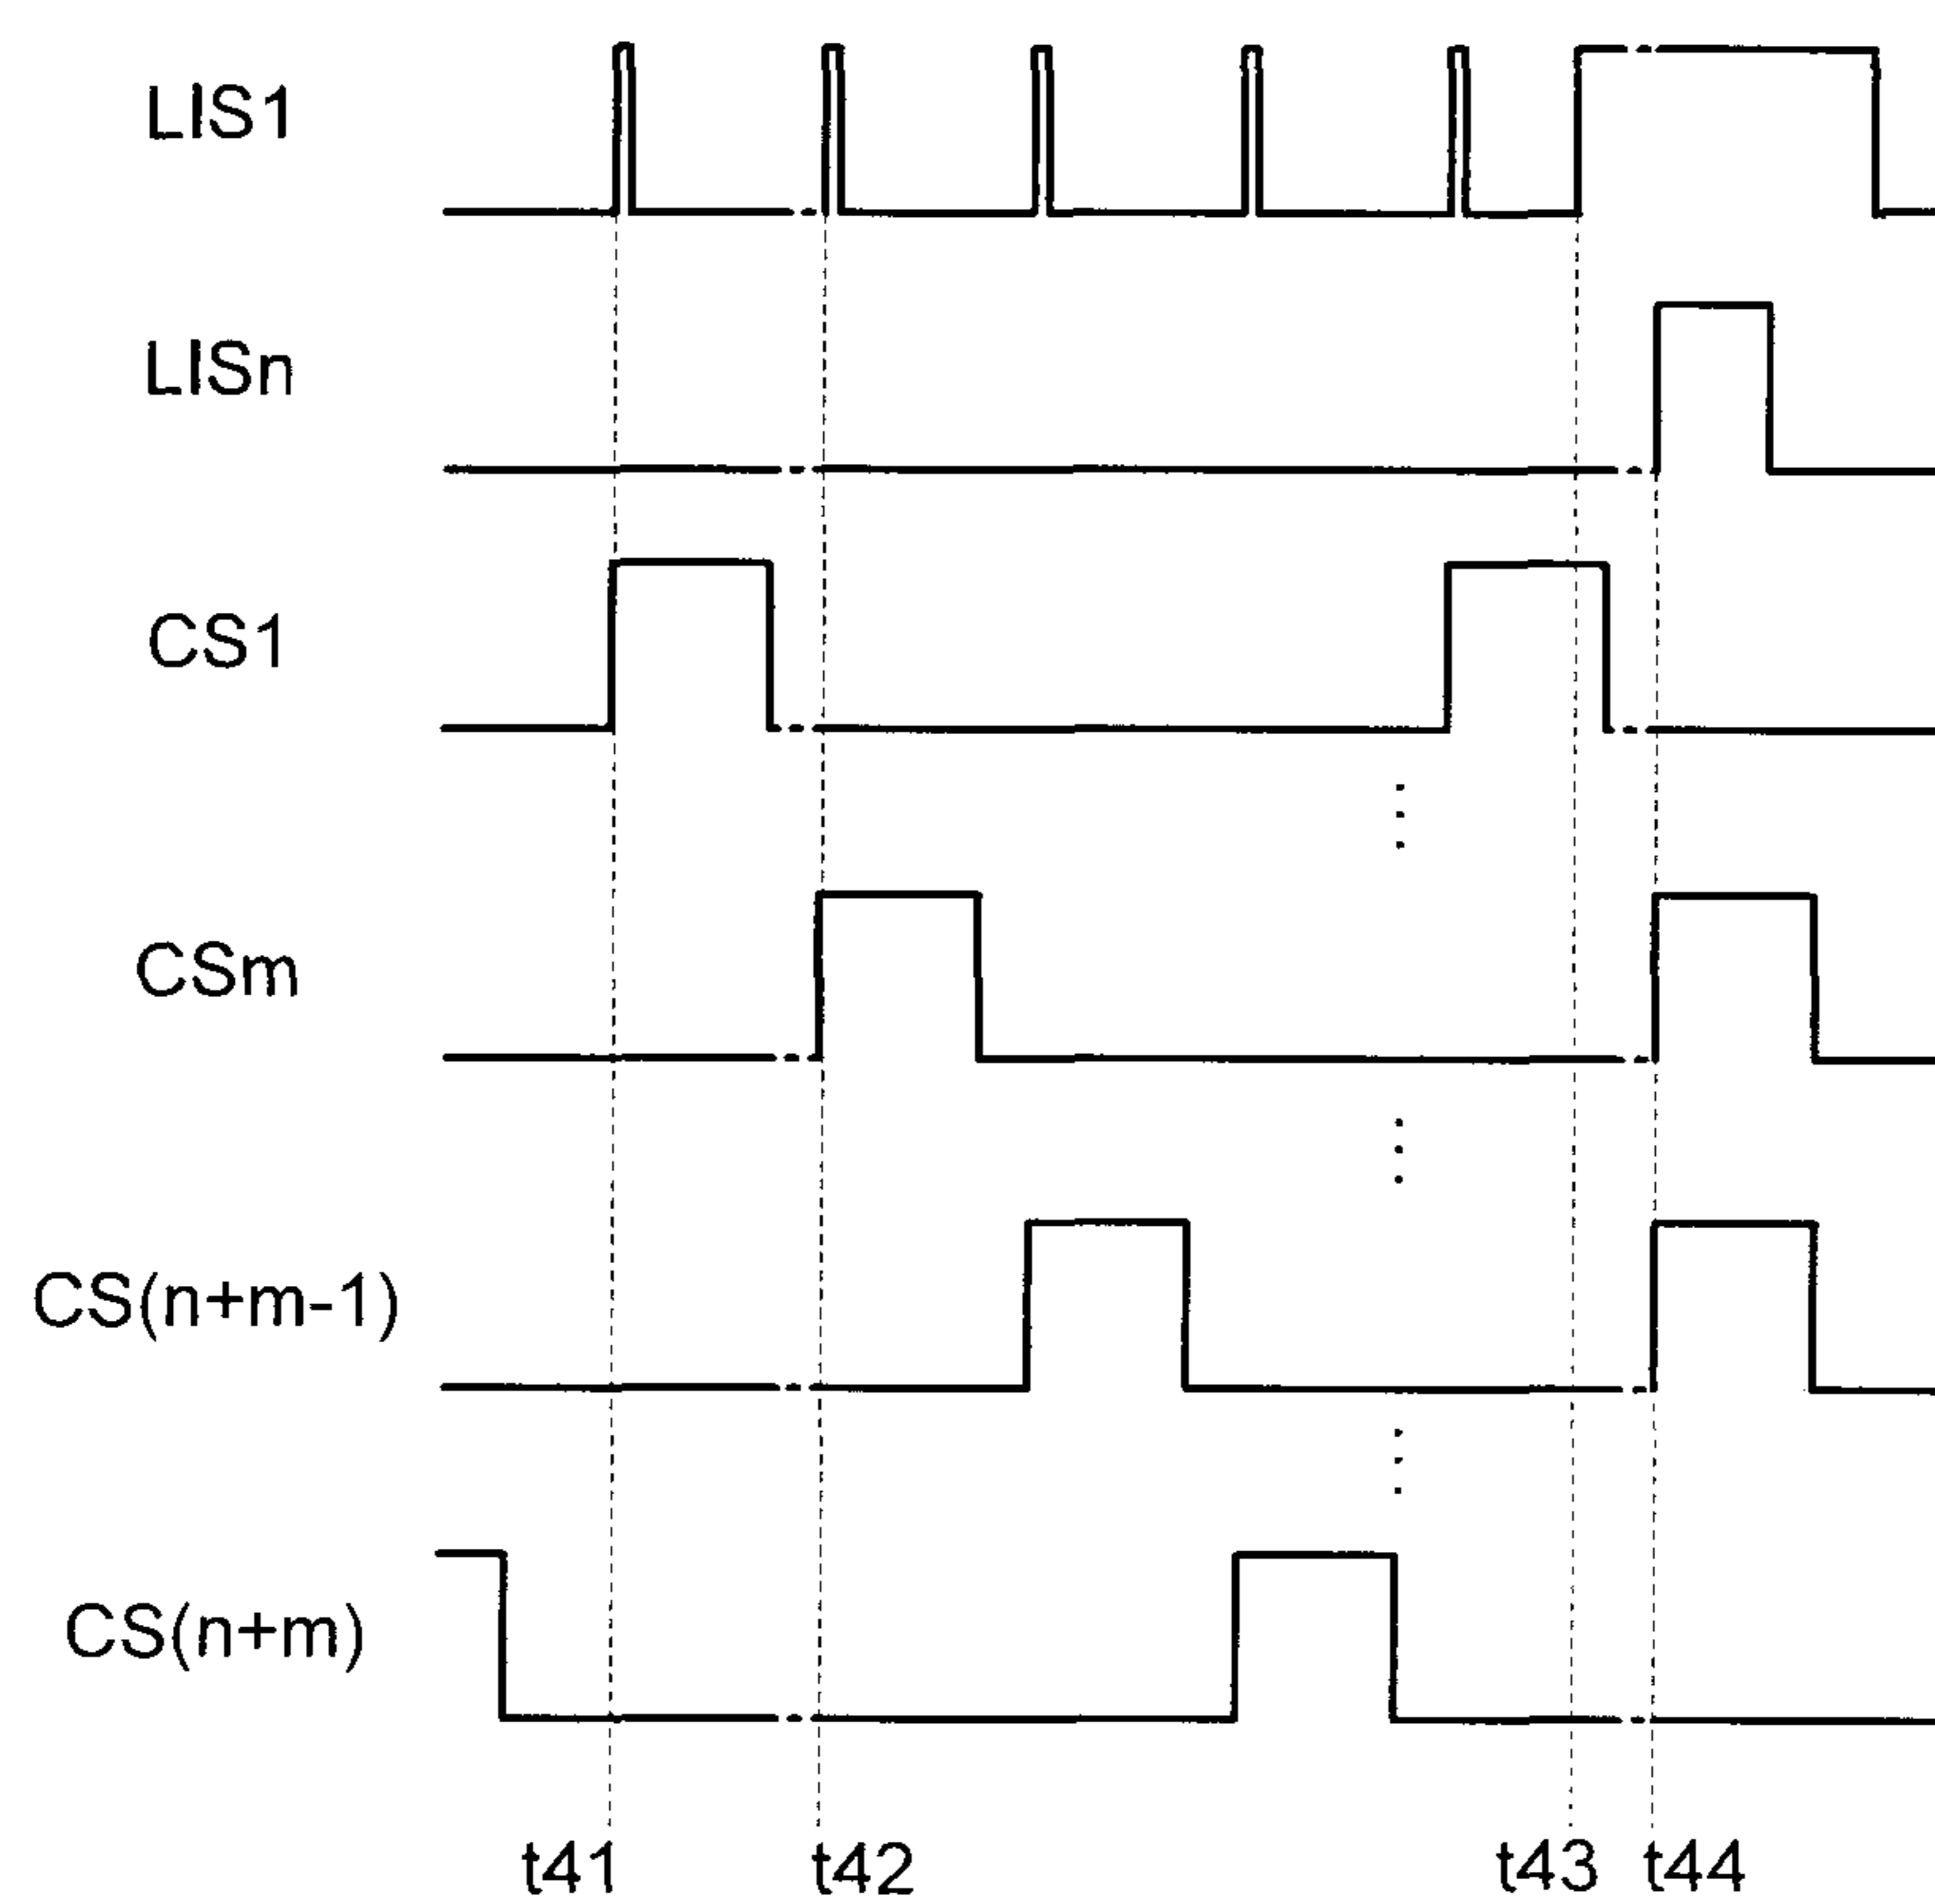 LIS1
LISn
CS1
CSm
CS(n+m-1)
CS(n+m)
t41 t42 t43 t44